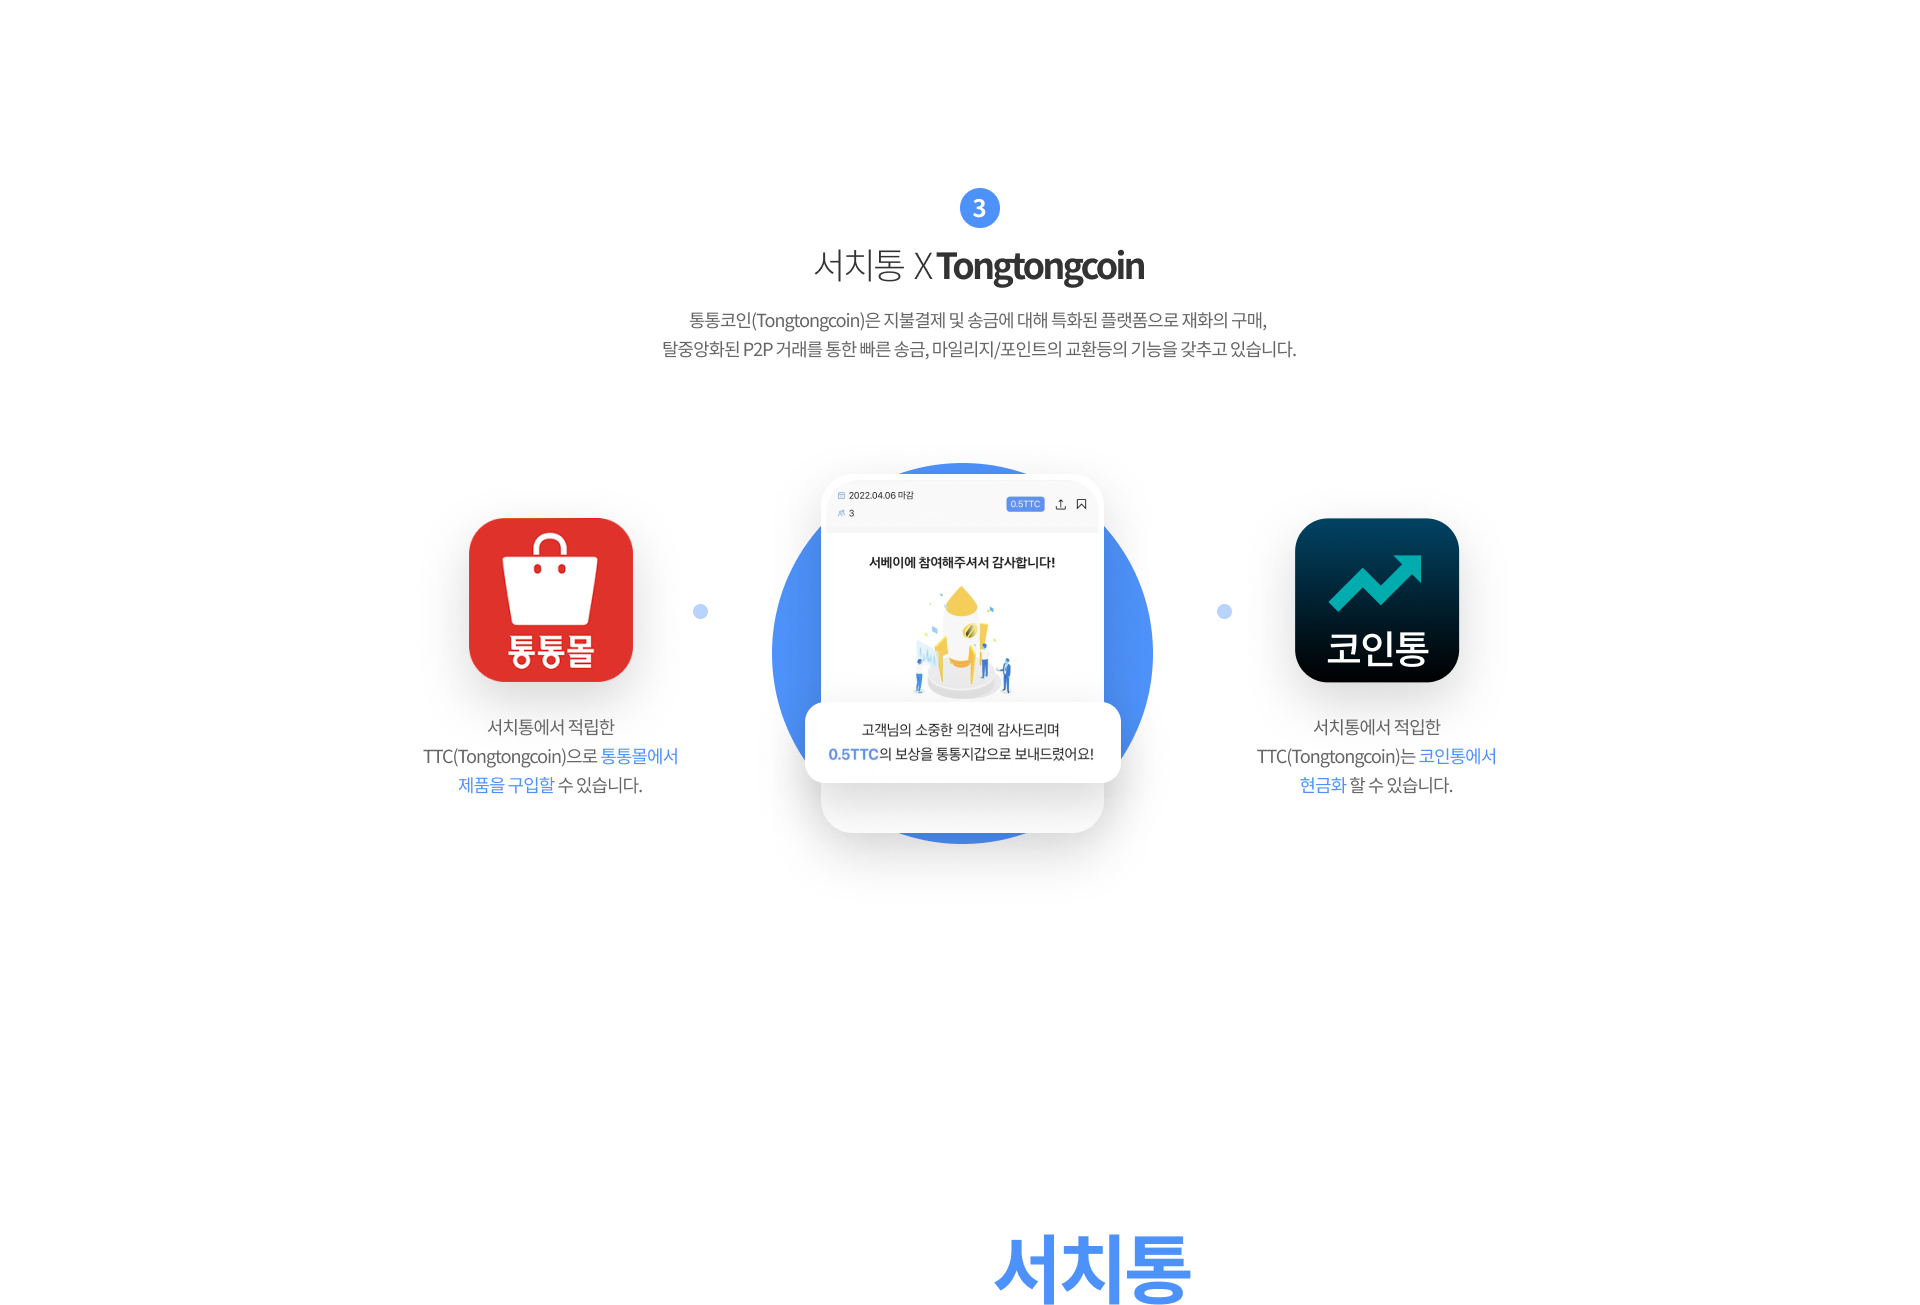 3
서치통 X Tongtongcoin
통통코인(Tongtongcoin)은 지불결제 및 송금에 대해 특화된 플랫폼으로 재화의 구매,
탈중앙화된 P2P 거래를 통한 빠른 송금, 마일리지/포인트의 교환등의 기능을 갖추고 있습니다.
통통몰
서치통에서 적립한
TTC(Tongtongcoin)으로 통통몰에서
제품을 구입할 수 있습니다.
2022.04.06 마감
0.5TTC
3
서베이에 참여해주셔서 감사합니다!
고객님의 소중한 의견에 감사드리며
0.5TTC의 보상을 통통지갑으로 보내드렸어요!
코인통
서치통에서 적입한
TTC(Tongtongcoin)는 코인통에서
현금화 할 수 있습니다.
서치통